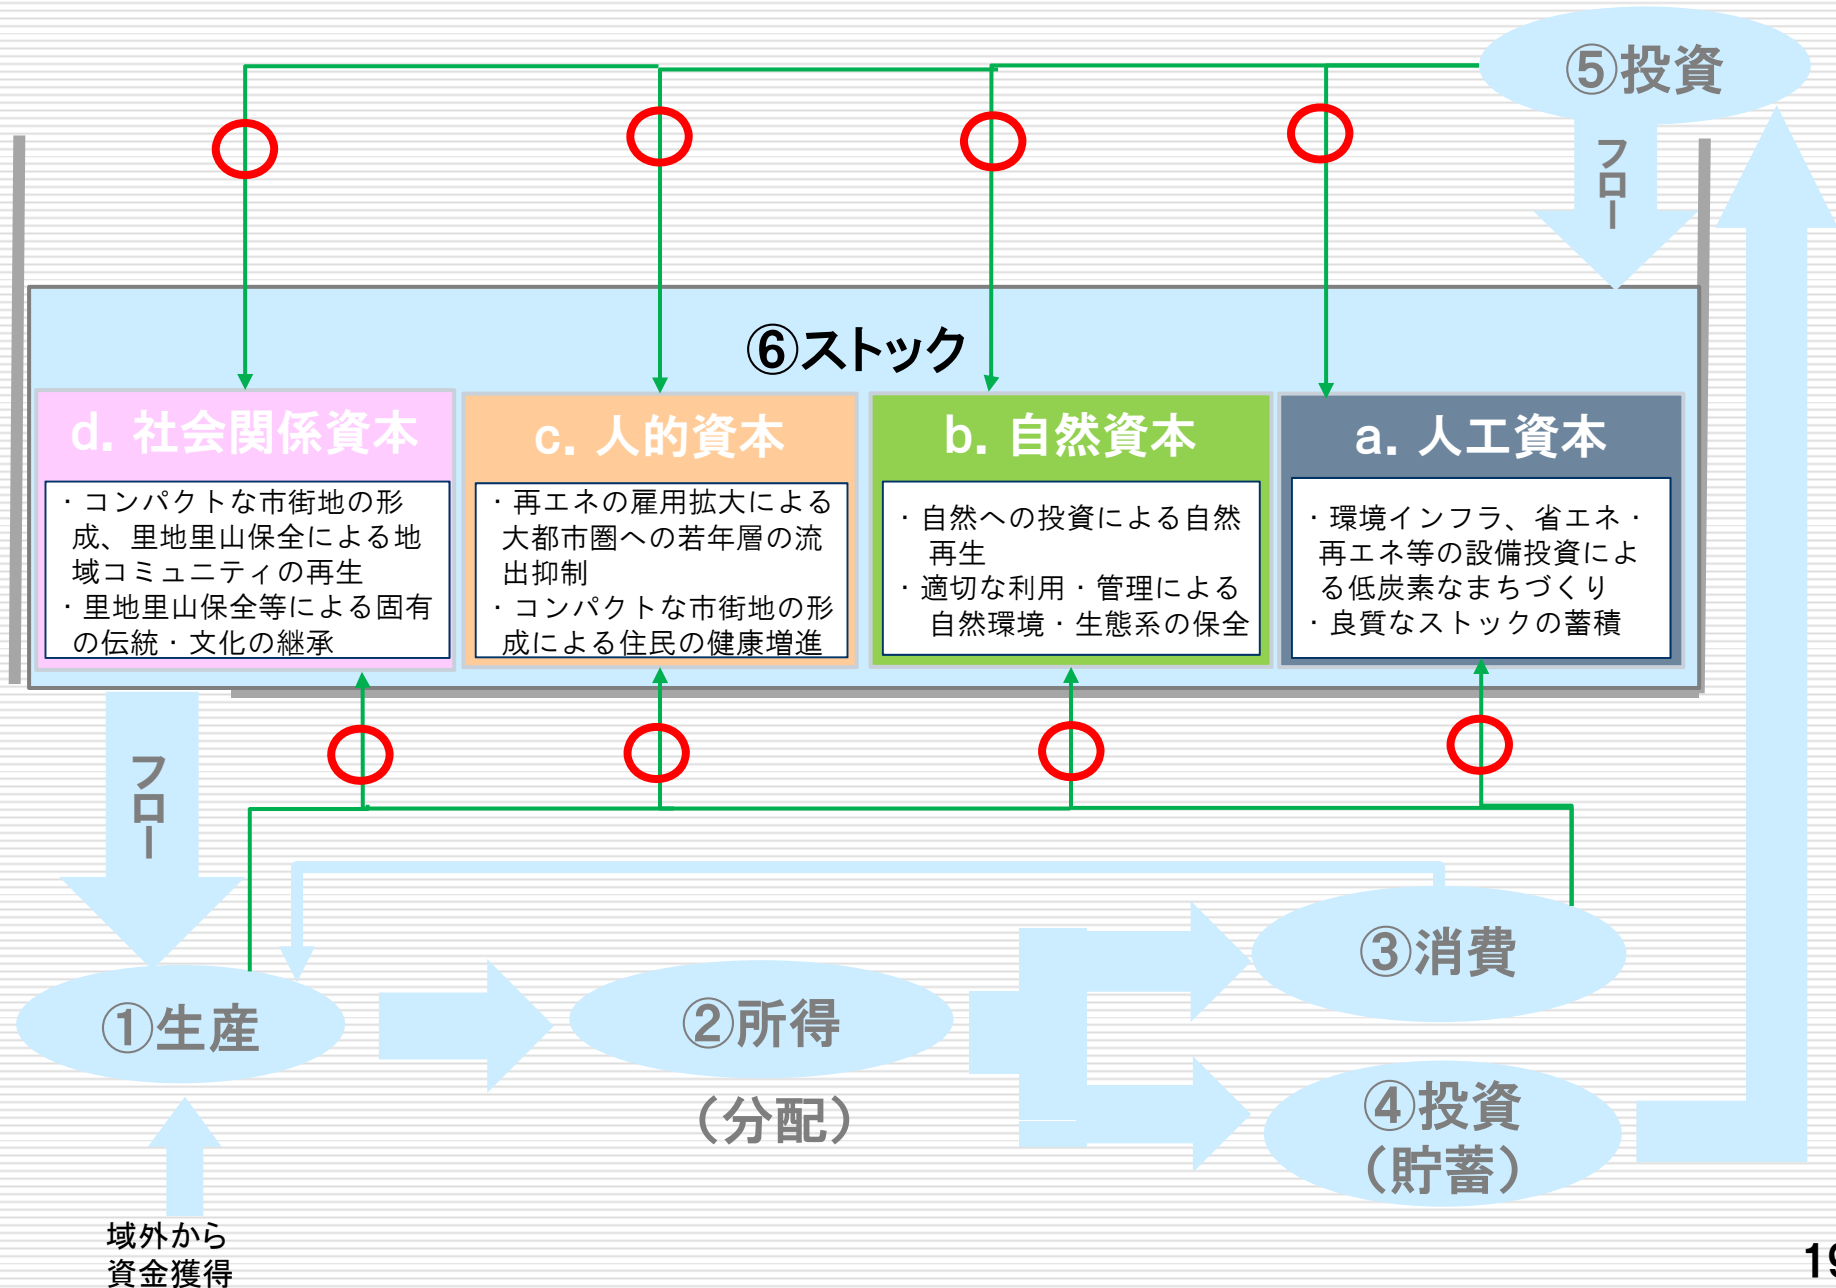 ⑤投資
フロー
⑥ストック
d. 社会関係資本
・コンパクトな市街地の形
成、里地里山保全による地
域コミュニティの再生
・里地里山保全等による固有
の伝統・文化の継承
c. 人的資本
・再エネの雇用拡大による
大都市圏への若年層の流
出抑制
・コンパクトな市街地の形
成による住民の健康増進
b. 自然資本
・自然への投資による自然
再生
・適切な利用・管理による
自然環境・生態系の保全
a. 人工資本
・環境インフラ、省エネ・
再エネ等の設備投資によ
る低炭素なまちづくり
・良質なストックの蓄積
フロー
①生産
②所得
（分配）
③消費
④投資
（貯蓄）
域外から
資金獲得
19